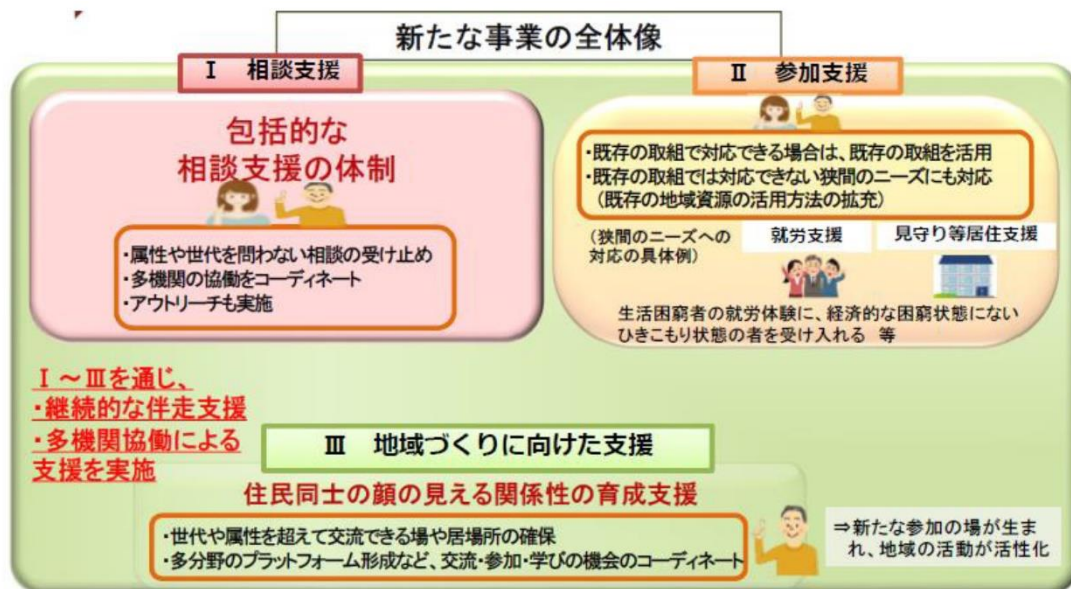 新たな事業の全体像
Ⅰ 相談支援
包括的な
相談支援の体制
・属性や世代を問わない相談の受け止め
・多機関の協働をコーディネート
・アウトリーチも実施
Ⅱ 参加支援
・既存の取組で対応できる場合は、既存の取組を活用
・既存の取組では対応できない狭間のニーズにも対応
（既存の地域資源の活用方法の拡充）
（狭間のニーズへの
対応の具体例）
就労支援
見守り等居住支援
生活困窮者の就労体験に、経済的な困窮状態にない
ひきこもり状態の者を受け入れる 等
Ⅰ～Ⅲを通じ、
・継続的な伴走支援
・多機関協働による
支援を実施
Ⅲ 地域づくりに向けた支援
住民同士の顔の見える関係性の育成支援
・世代や属性を超えて交流できる場や居場所の確保
・多分野のプラットフォーム形成など、交流・参加・学びの機会のコーディネート
⇒新たな参加の場が生ま
れ、地域の活動が活性化